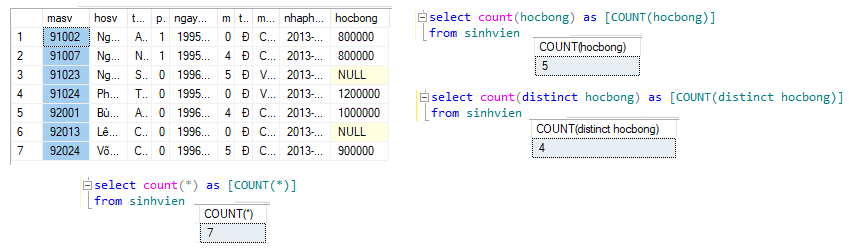 masv hosv t... p. ngay... m t... m... nhaph... hocbong
1 91002 Ng... A.. 1 1995... 0 Đ C... 2013-... 800000
2 91007 Ng... N... 1 1995... 4 Đ C... 2013-... 800000
3 91023 Ng... S... 0 1996... 5 Đ V... 2013-... NULL
4 91024 Ph... T... 0 1995... 0 Đ V... 2013-... 1200000
5 92001 Bù... A.. 0 1996... 4 Đ C... 2013-... 1000000
6 92013 Lê... C... 0 1996... 0 Đ C... 2013-... NULL
7 92024 Võ... C... 0 1996... 5 Đ C... 2013-... 900000
select count(hocbong) as [COUNT(hocbong)]
from sinhvien
COUNT(hocbong)
5
select count(distinct hocbong) as [COUNT(distinct hocbong)]
from sinhvien
COUNT(distinct hocbong)
4
select count(*) as [COUNT(*)]
from sinhvien
COUNT(*)
7